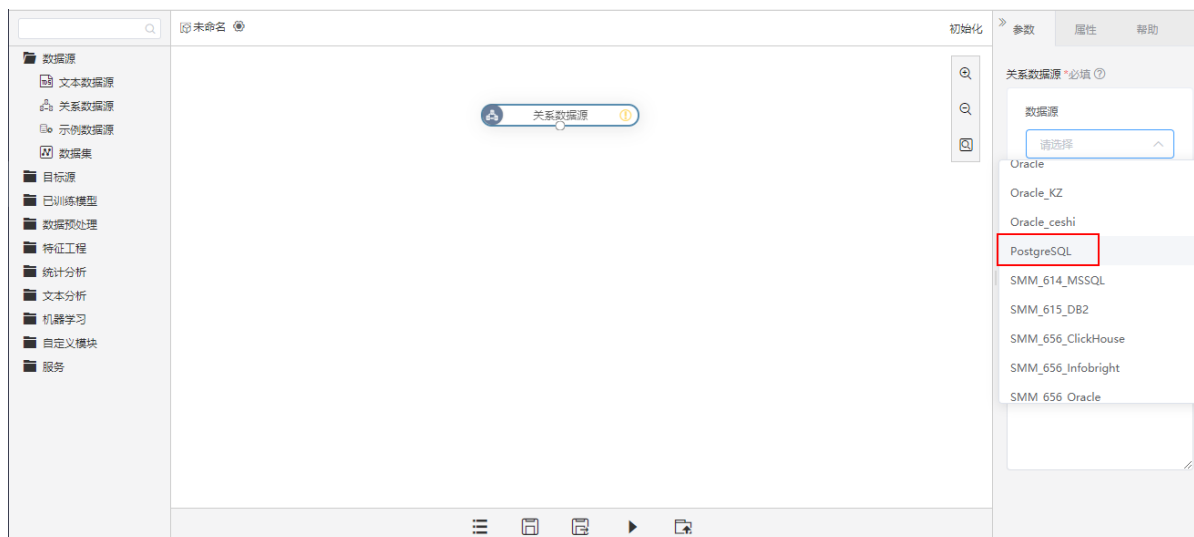 未命名
初始化
参数
属性
帮助
数据源
文本数据源
关系数据源
示例数据源
数据集
目标源
已训练模型
数据预处理
特征工程
统计分析
文本分析
机器学习
自定义模块
服务
关系数据源
关系数据源 *必填
数据源
请选择
Oracle
Oracle_KZ
Oracle_ceshi
PostgreSQL
SMM_614_MSSQL
SMM_615_DB2
SMM_656_ClickHouse
SMM_656_Infobright
SMM_656_Oracle